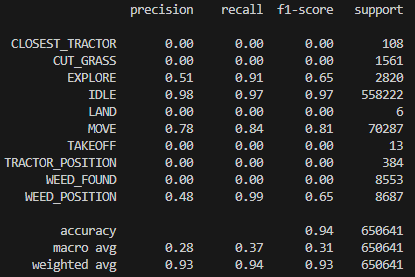 precision recall f1-score support
CLOSEST_TRACTOR 0.00 0.00 0.00 108
CUT_GRASS 0.00 0.00 0.00 1561
EXPLORE 0.51 0.91 0.65 2820
IDLE 0.98 0.97 0.97 558222
LAND 0.00 0.00 0.00 6
MOVE 0.78 0.84 0.81 70287
TAKEOFF 0.00 0.00 0.00 13
TRACTOR_POSITION 0.00 0.00 0.00 384
WEED_FOUND 0.00 0.00 0.00 8553
WEED_POSITION 0.48 0.99 0.65 8687
accuracy 0.94 650641
macro avg 0.28 0.37 0.31 650641
weighted avg 0.93 0.94 0.93 650641